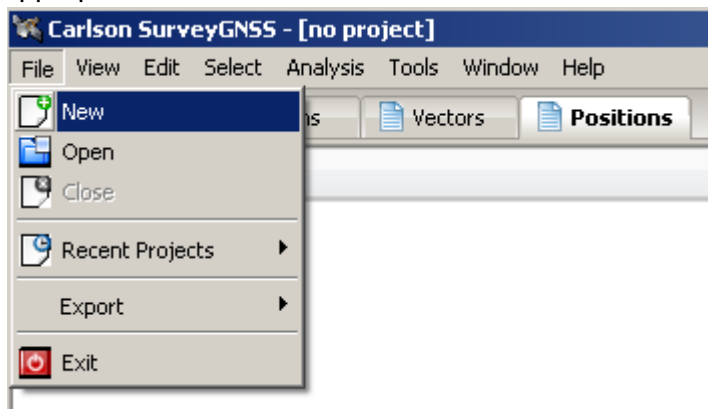 Carlson SurveyGNSS - [no project]
File View Edit Select Analysis Tools Window Help
New
ns Vectors Positions
Open
Close
Recent Projects
Export
Exit